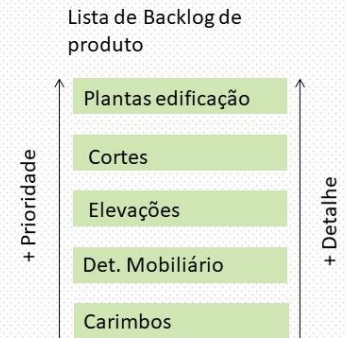 Lista de Backlog de
produto
Plantas edificação
Cortes
Elevações
Det. Mobiliário
Carimbos
+ Prioridade
+ Detalhe